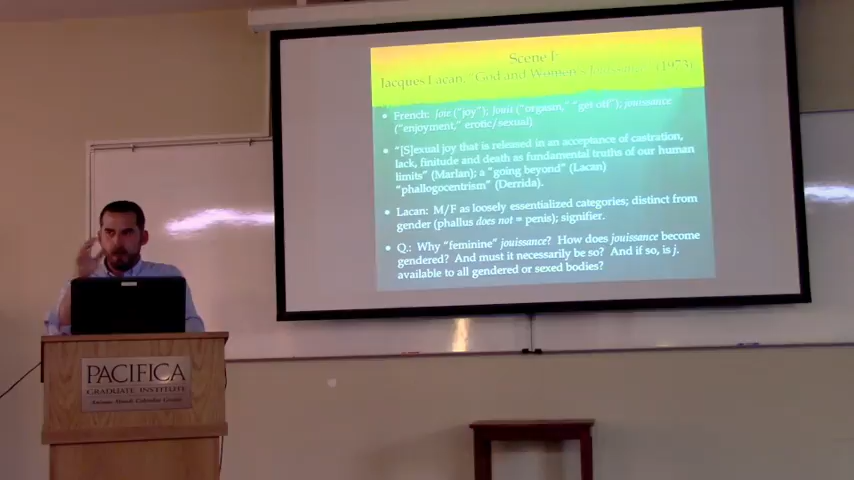 Scene I:
Jacques Lacan, "God and Women's Jouissance" (1973)
• French: joie ("joy"); Jouir ("orgasm," "get off"); jouissance
("enjoyment," erotic/sexual)
• "[S]exual joy that is released in an acceptance of castration,
lack, finitude and death as fundamental truths of our human
limits" (Marlan); a "going beyond" (Lacan)
"phallogocentrism" (Derrida).
• Lacan: M/F as loosely essentialized categories; distinct from
gender (phallus does not = penis); signifier.
• Q.: Why "feminine" jouissance? How does jouissance become
gendered? And must it necessarily be so? And if so, is j.
available to all gendered or sexed bodies?
PACIFICA
GRADUATE INSTITUTE